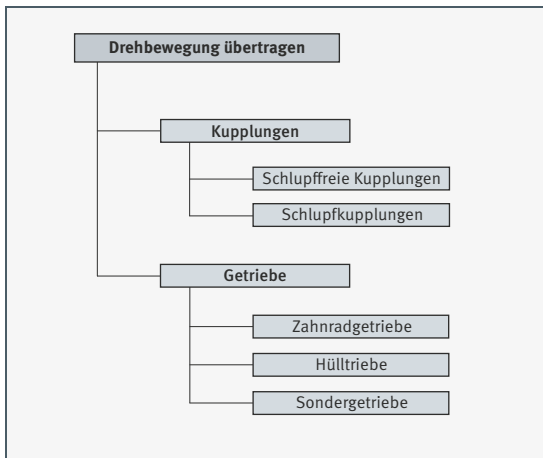 Drehbewegung übertragen
Kupplungen
Schlupffreie Kupplungen
Schlupfkupplungen
Getriebe
Zahnradgetriebe
Hülltriebe
Sondergetriebe